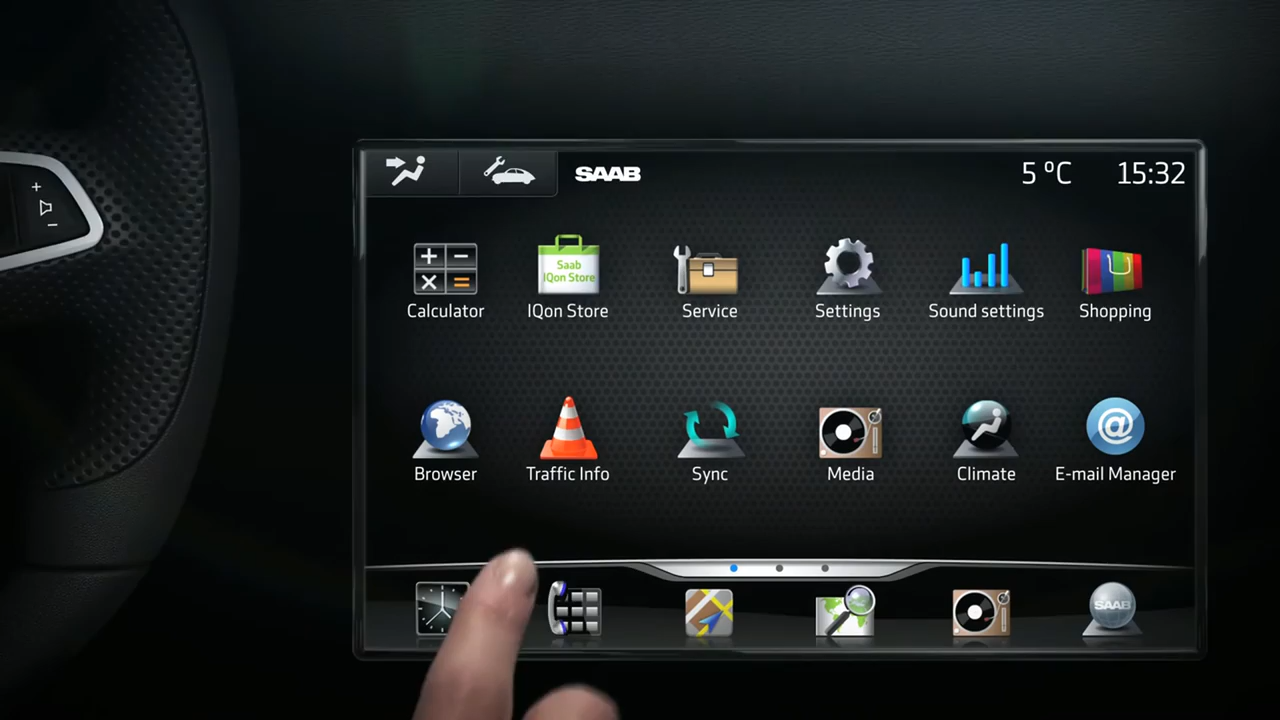 SAAB
5 ºC
15:32
Saab
IQon Store
Calculator
IQon Store
Service
Settings
Sound settings
Shopping
@
Browser
Traffic Info
Sync
Media
Climate
E-mail Manager
SAAB